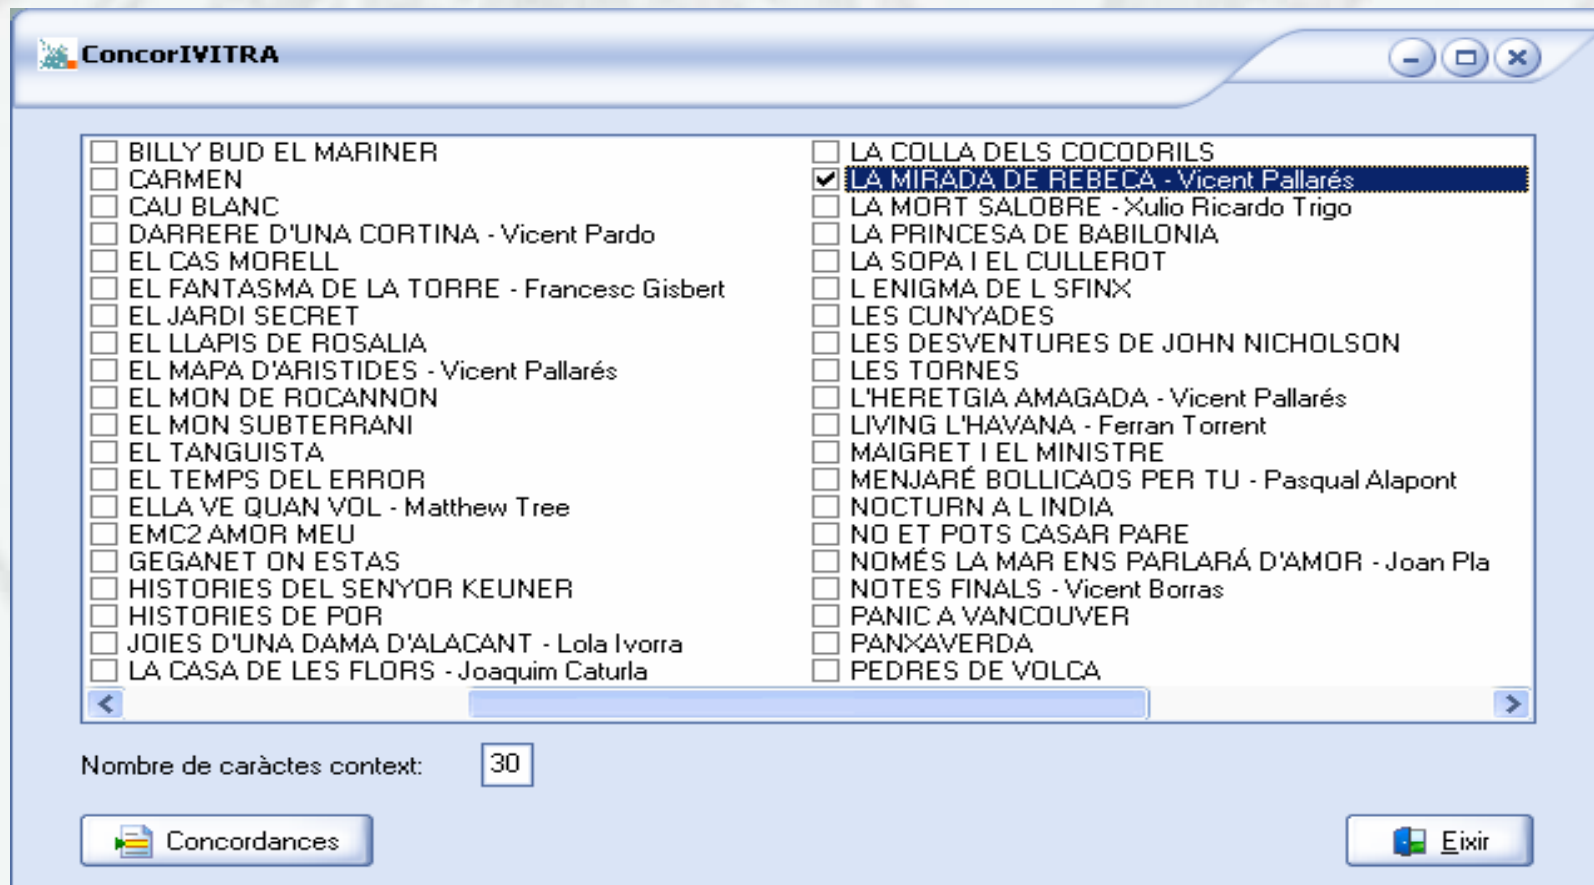 ConcorIVITRA
BILLY BUD EL MARINER
CARMEN
CAU BLANC
DARRERE D'UNA CORTINA - Vicent Pardo
EL CAS MORELL
EL FANTASMA DE LA TORRE - Francesc Gisbert
EL JARDI SECRET
EL LLAPIS DE ROSALIA
EL MAPA D'ARISTIDES - Vicent Pallarés
EL MON DE ROCANNON
EL MON SUBTERRANI
EL TANGUISTA
EL TEMPS DEL ERROR
ELLA VE QUAN VOL - Matthew Tree
EMC2 AMOR MEU
GEGANET ON ESTAS
HISTORIES DEL SENYOR KEUNER
HISTORIES DE POR
JOIES D'UNA DAMA D'ALACANT - Lola Ivorra
LA CASA DE LES FLORS - Joaquim Caturla
LA COLLA DELS COCODRILS
LA MIRADA DE REBECA - Vicent Pallarés
LA MORT SALOBRE - Xulio Ricardo Trigo
LA PRINCESA DE BABILONIA
LA SOPA I EL CULLEROT
L ENIGMA DE L SFINX
LES CUNYADES
LES DESVENTURES DE JOHN NICHOLSON
LES TORNES
L'HERETGIA AMAGADA - Vicent Pallarés
LIVING L'HAVANA - Ferran Torrent
MAIGRET I EL MINISTRE
MENJARÉ BOLLICAOS PER TU - Pasqual Alapont
NOCTURN A L INDIA
NO ET POTS CASAR PARE
NOMÉS LA MAR ENS PARLARÁ D'AMOR - Joan Pla
NOTES FINALS - Vicent Borras
PANIC A VANCOUVER
PANXAVERDA
PEDRES DE VOLCA
Nombre de caràctes context: 30
Concordances
Eixir